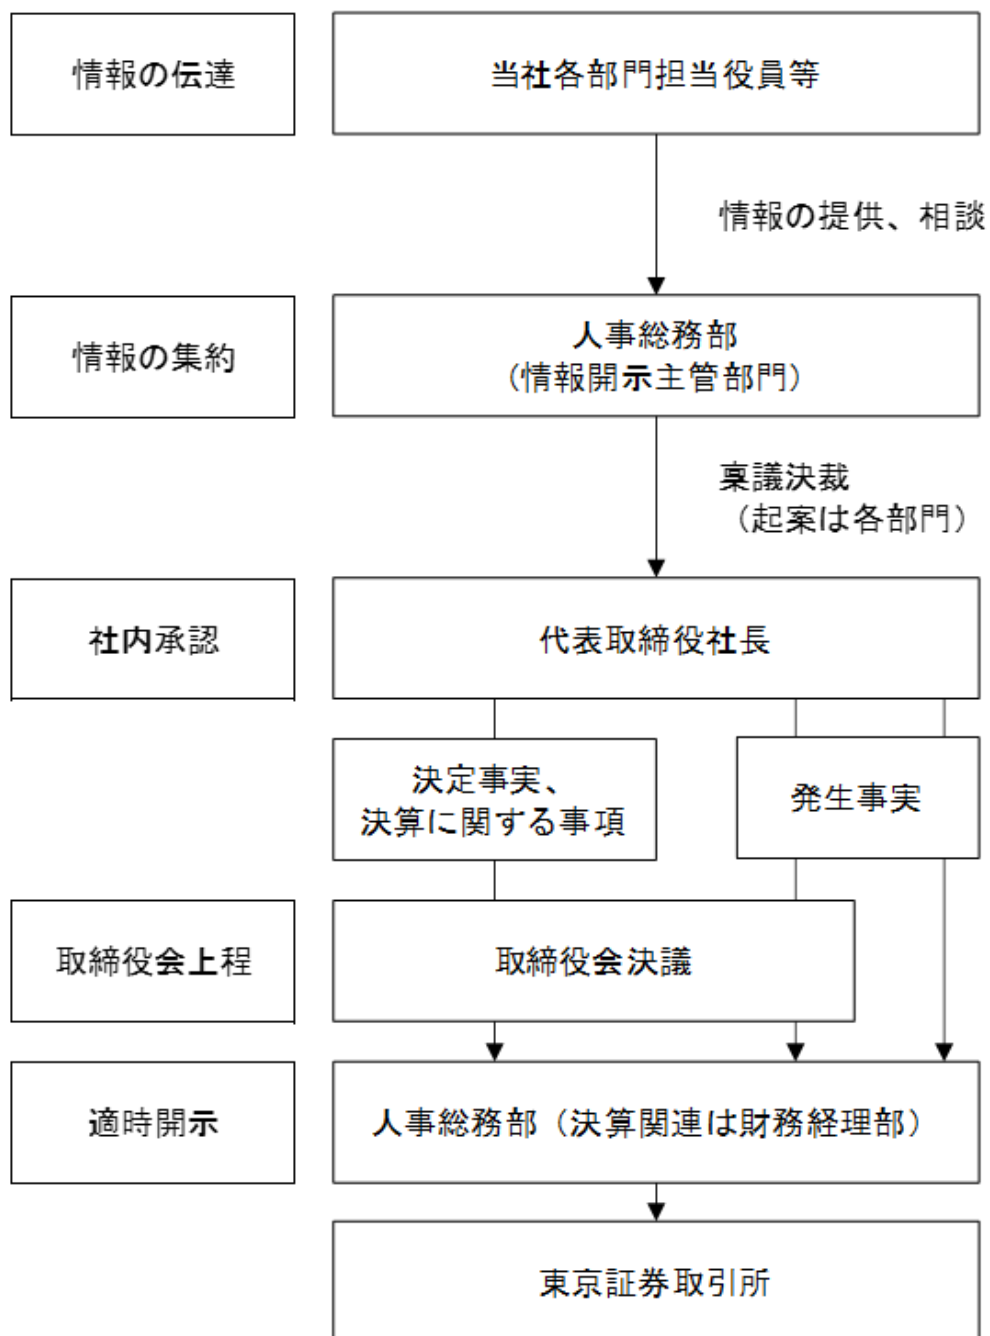 情報の伝達
当社各部門担当役員等
情報の提供、相談
情報の集約
人事総務部
（情報開示主管部門）
稟議決裁
（起案は各部門）
社内承認
代表取締役社長
決定事実、
決算に関する事項
発生事実
取締役会上程
取締役会決議
適時開示
人事総務部（決算関連は財務経理部）
東京証券取引所